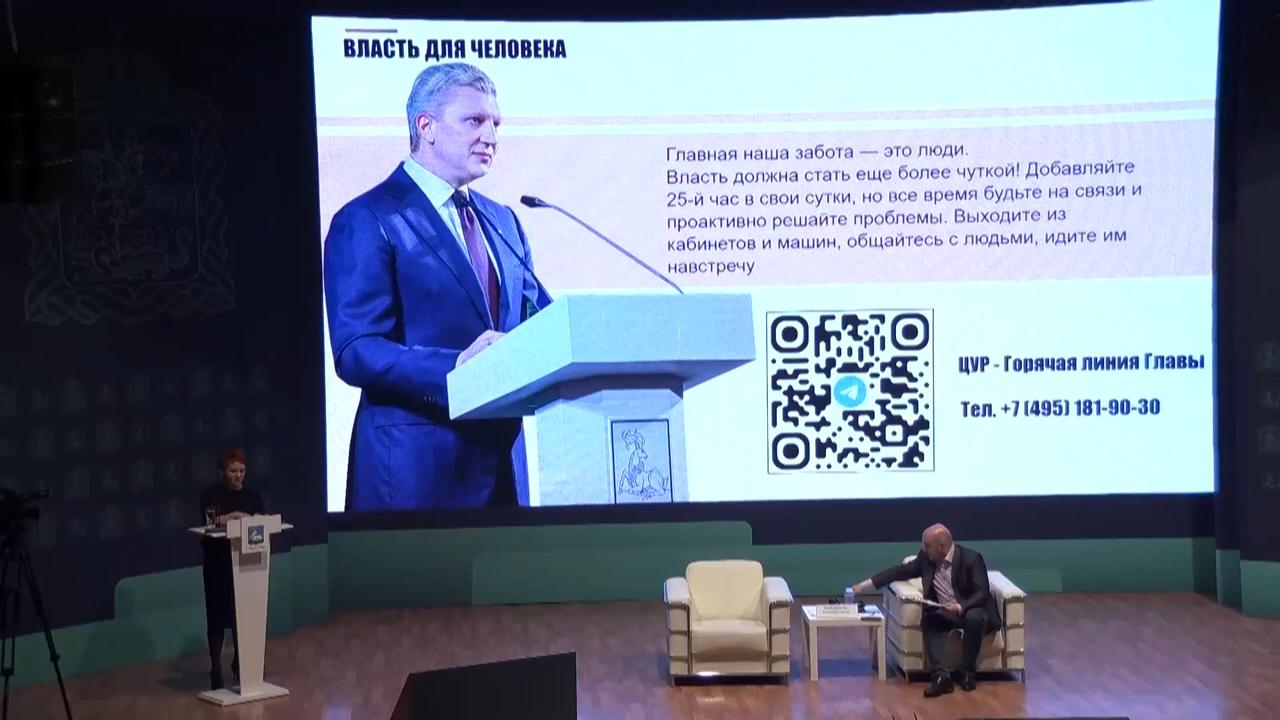 ВЛАСТЬ ДЛЯ ЧЕЛОВЕКА
Главная наша забота — это люди.
Власть должна стать еще более чуткой! Добавляйте
25-й час в свои сутки, но все время будьте на связи и
проактивно решайте проблемы. Выходите из
кабинетов и машин, общайтесь с людьми, идите им
навстречу
ЦУР - Горячая линия Главы
Тел. +7 (495) 181-90-30